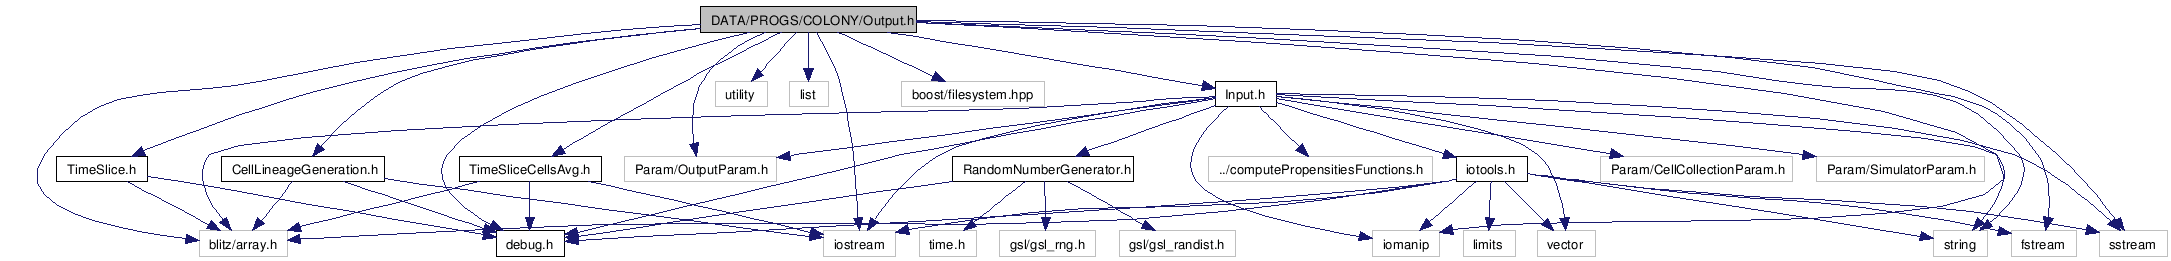 DATA/PROGS/COLONY/Output.h
utility
list
boost/filesystem.hpp
Input.h
TimeSlice.h
CellLineageGeneration.h
TimeSliceCellsAvg.h
Param/OutputParam.h
RandomNumberGenerator.h
../computePropensitiesFunctions.h
iotools.h
Param/CellCollectionParam.h
Param/SimulatorParam.h
blitz/array.h
debug.h
iostream
time.h
gsl/gsl_rng.h
gsl/gsl_randist.h
iomanip
limits
vector
string
fstream
sstream